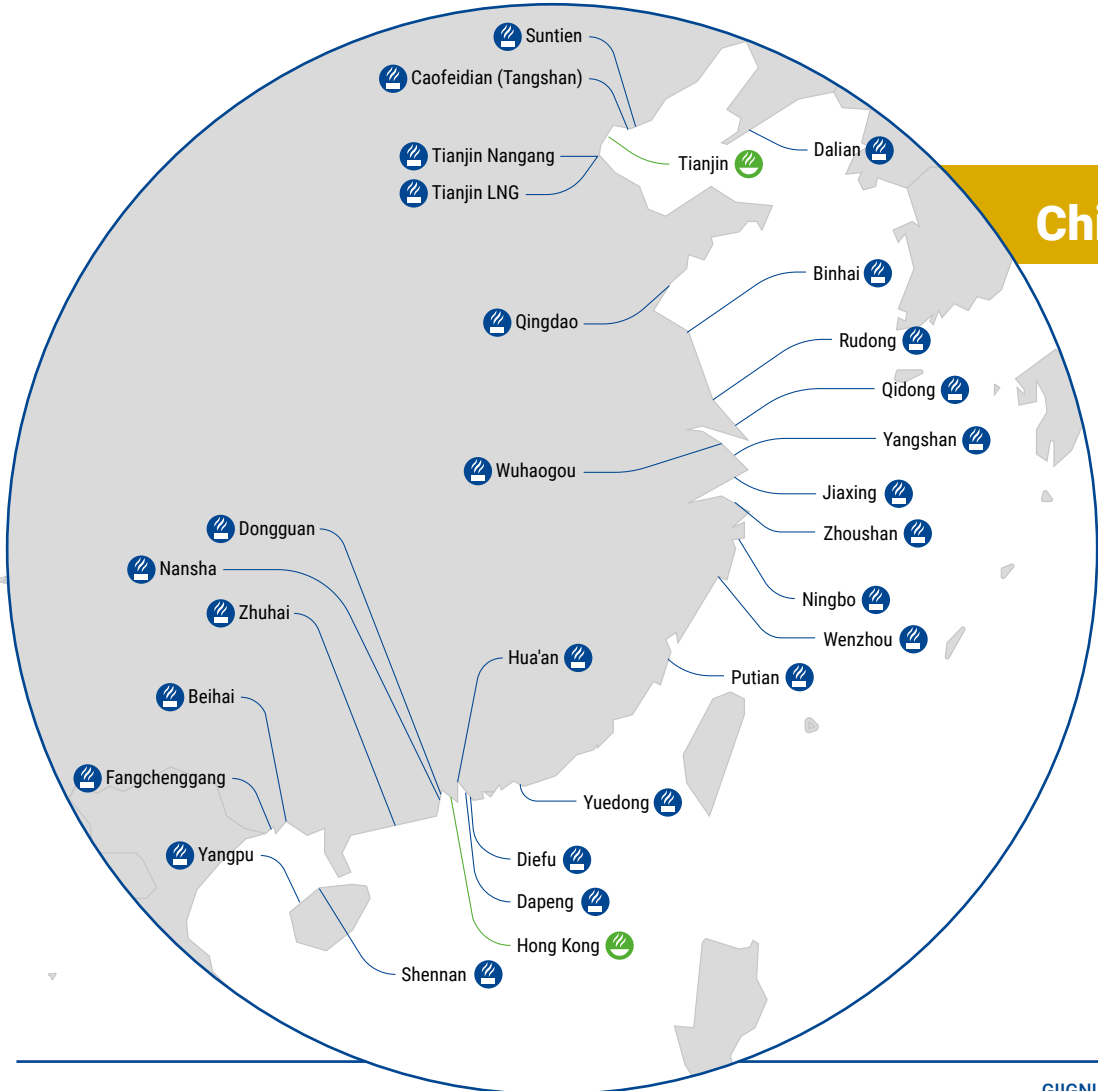 Suntien
Caofeidian (Tangshan)
Tianjin Nangang
Tianjin
Dalian
Tianjin LNG
Chi
Binhai
Qingdao
Rudong
Qidong
Yangshan
Wuhaogou
Jiaxing
Dongguan
Zhoushan
Nansha
Ningbo
Zhuhai
Wenzhou
Hua'an
Putian
Beihai
Fangchenggang
Yuedong
Yangpu
Diefu
Dapeng
Hong Kong
Shennan